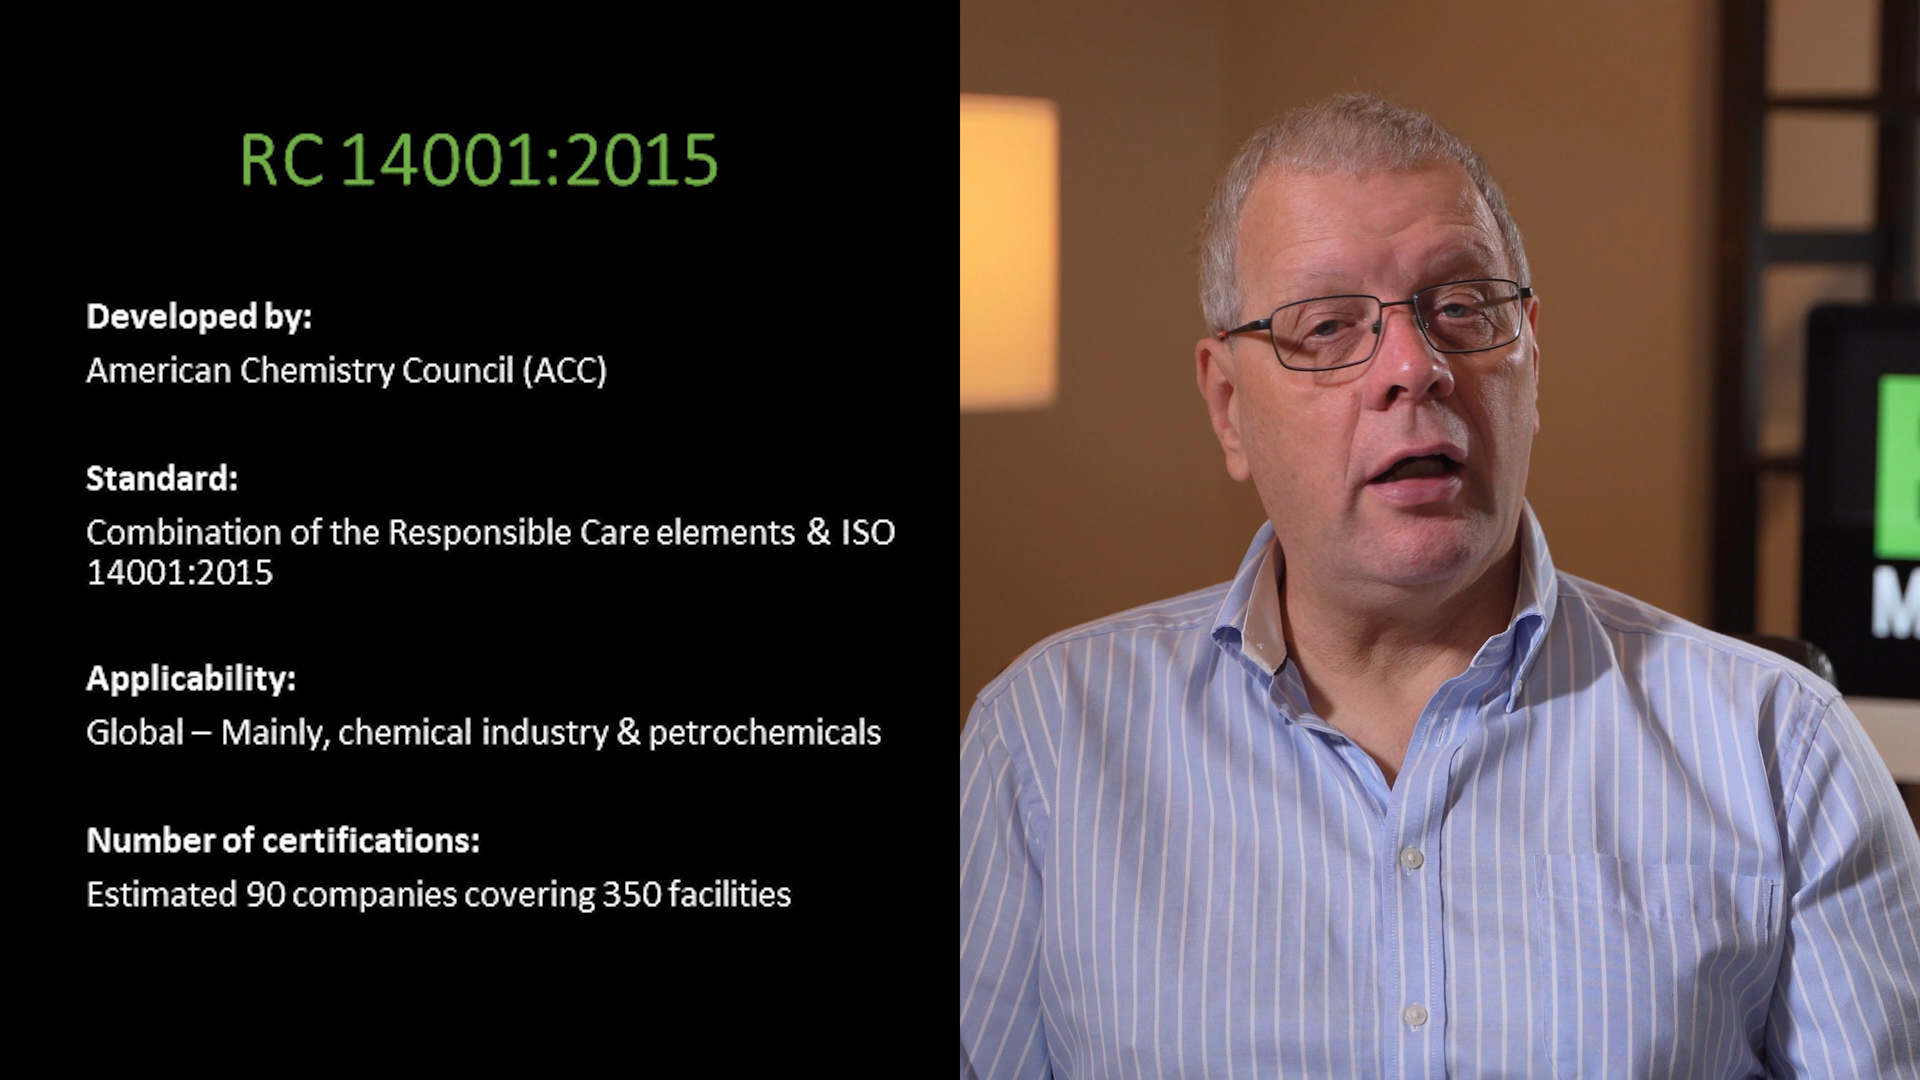 RC 14001:2015
Developed by:
American Chemistry Council (ACC)
Standard:
Combination of the Responsible Care elements & ISO
14001:2015
Applicability:
Global – Mainly, chemical industry & petrochemicals
Number of certifications:
Estimated 90 companies covering 350 facilities
M